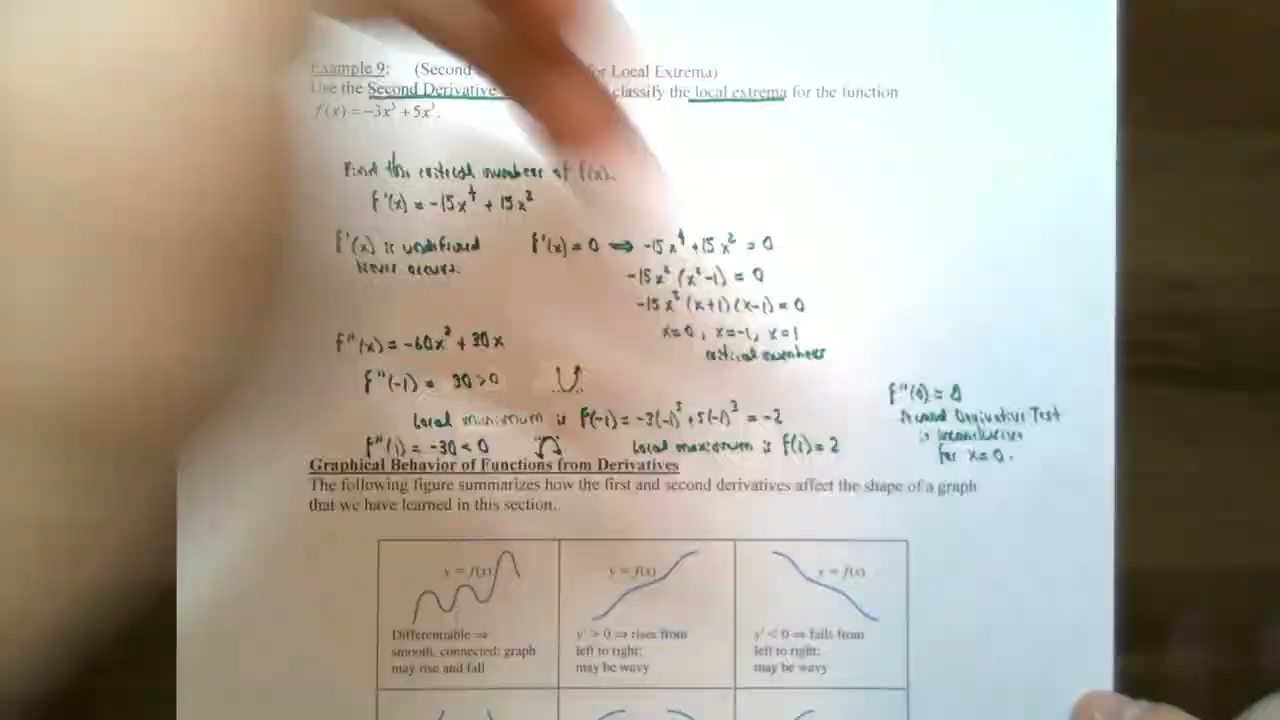 Example 9: (Second for Local Extrema)
Use the Second Derivative classify the local extrema for the function
f(x) = −3x⁵ + 5x³.
Find the critical numbers of f(x).
f'(x) = -15x⁴ + 15x²
f'(x) is undefined
never occurs.
f'(x) = 0 ⟹ -15x⁴ + 15x² = 0
-15x² (x²-1) = 0
-15x² (x+1)(x-1) = 0
x=0, x=-1, x=1
critical numbers
f"(x) = -60x³ + 30x
f"(-1) = 30 > 0
Local minimum is f(-1) = -3(-1)⁵ + 5(-1)³ = -2
f"(1) = -30 < 0
Local maximum is f(1) = 2
f"(0) = 0
Second Derivative Test
is inconclusive
for x=0.
Graphical Behavior of Functions from Derivatives
The following figure summarizes how the first and second derivatives affect the shape of a graph
that we have learned in this section.
y = f(x)
Differentiable ⇒
smooth, connected; graph
may rise and fall
y = f(x)
y' > 0 ⇒ rises from
left to right;
may be wavy
y = f(x)
y' < 0 ⇒ falls from
left to right;
may be wavy